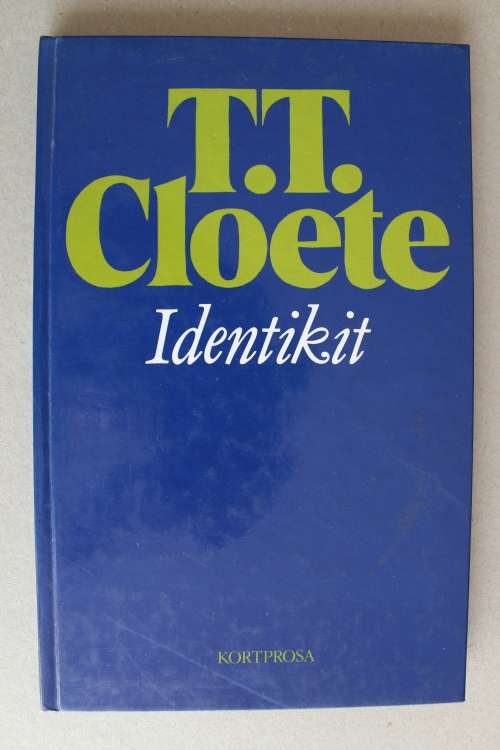 T.T.
Cloete
Identikit
KORTPROSA